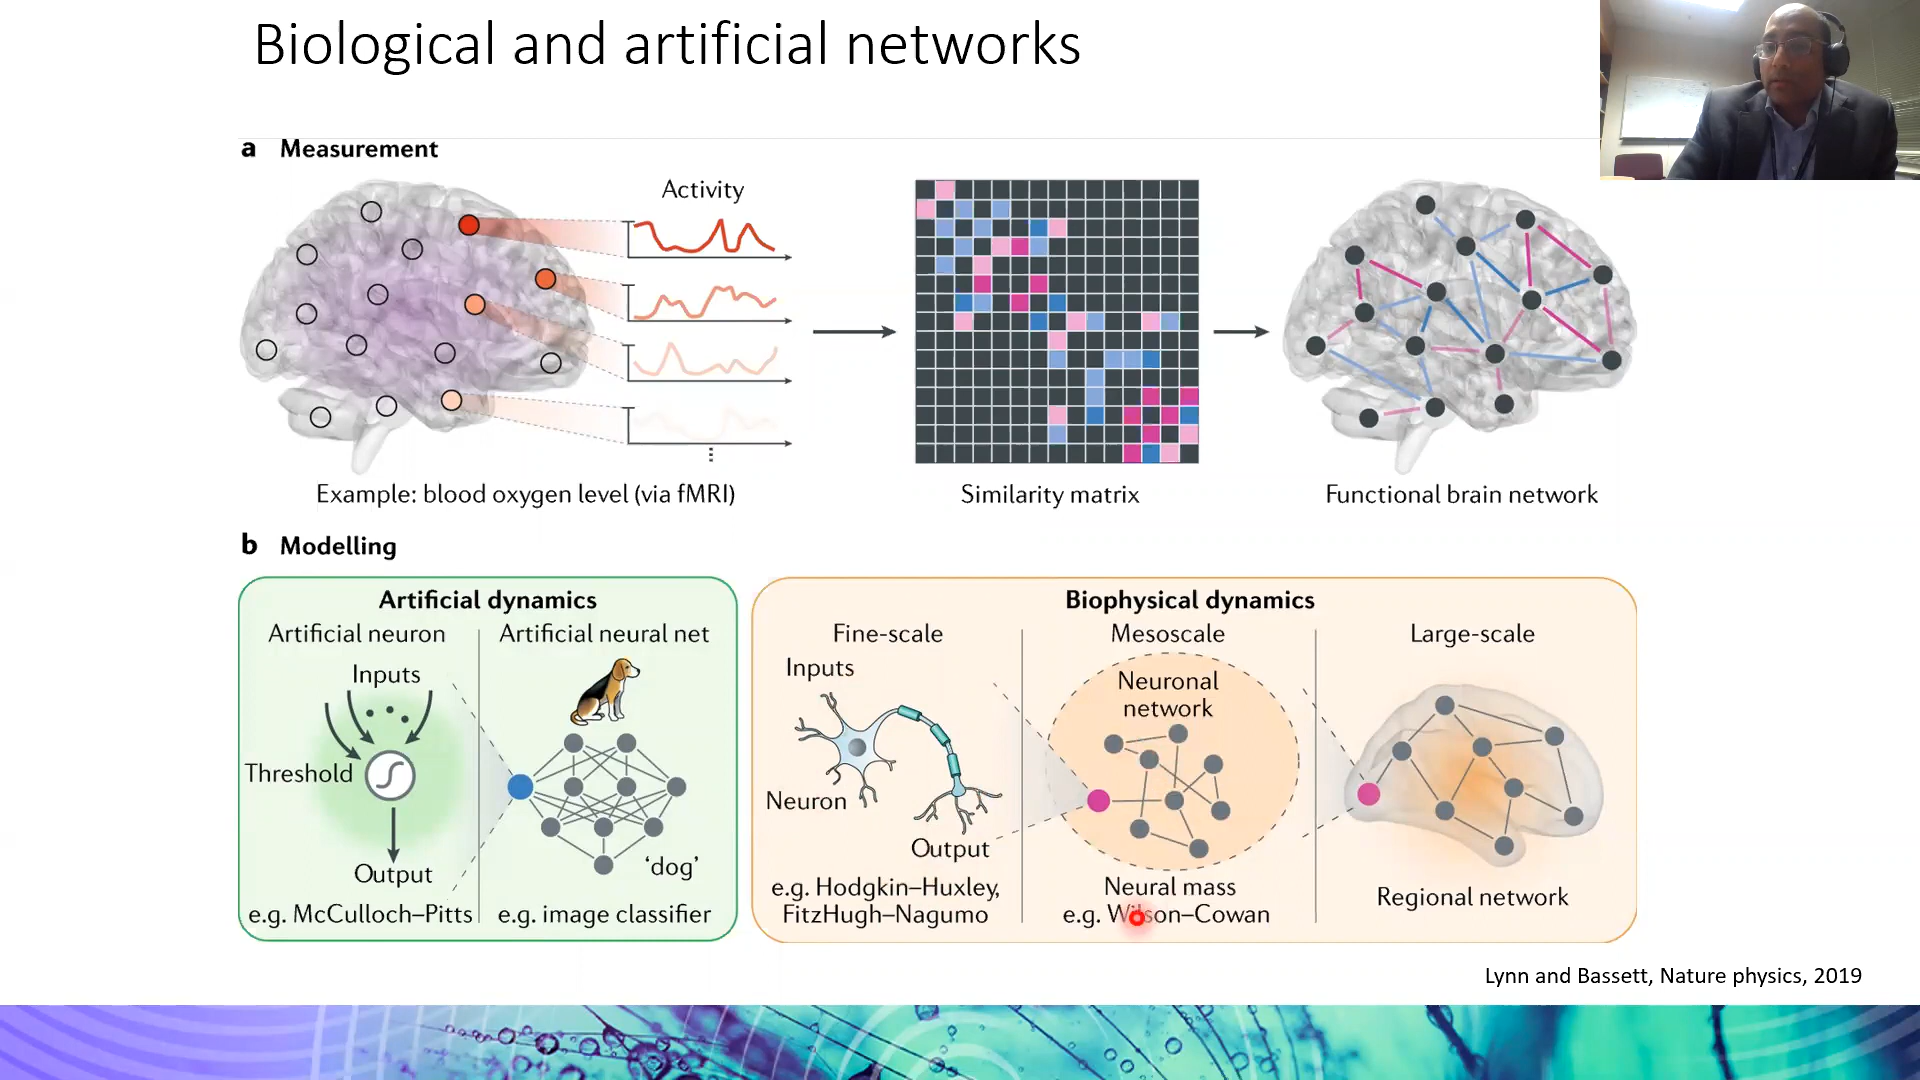 Biological and artificial networks
a Measurement
Activity
Example: blood oxygen level (via fMRI)
Similarity matrix
Functional brain network
b Modelling
Artificial dynamics
Artificial neuron
Artificial neural net
Inputs
Threshold
Output
'dog'
e.g. McCulloch–Pitts
e.g. image classifier
Biophysical dynamics
Fine-scale
Mesoscale
Large-scale
Inputs
Neuron
Output
e.g. Hodgkin–Huxley,
FitzHugh–Nagumo
Neuronal
network
Neural mass
e.g. Wilson–Cowan
Regional network
Lynn and Bassett, Nature physics, 2019